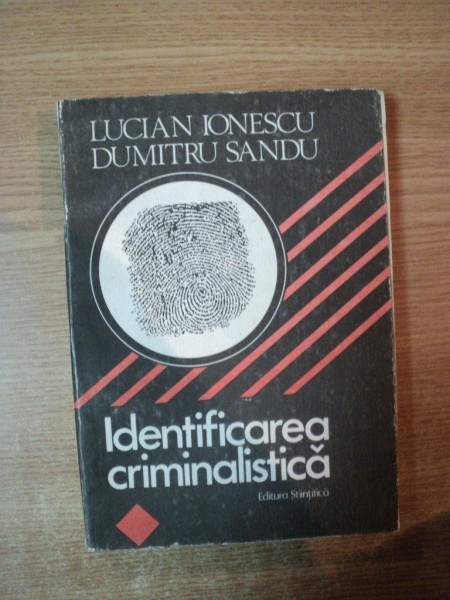 LUCIAN IONESCU
DUMITRU SANDU
Identificarea
criminalistică
Editura Științifică